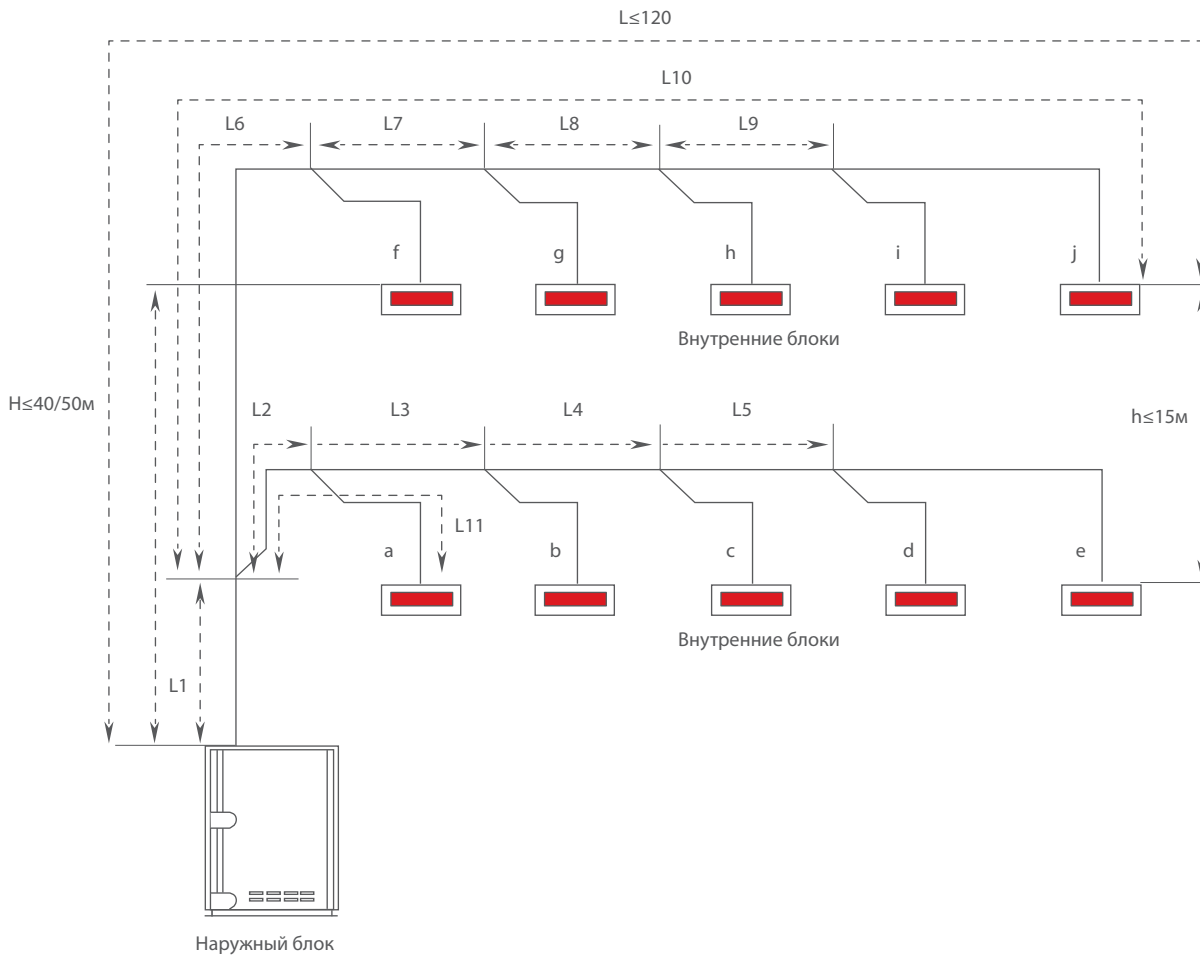 L≤120
L10
L6 L7 L8 L9
f g h i j
Внутренние блоки
H≤40/50м
h≤15м
L2 L3 L4 L5
L11
a b c d e
Внутренние блоки
L1
Наружный блок